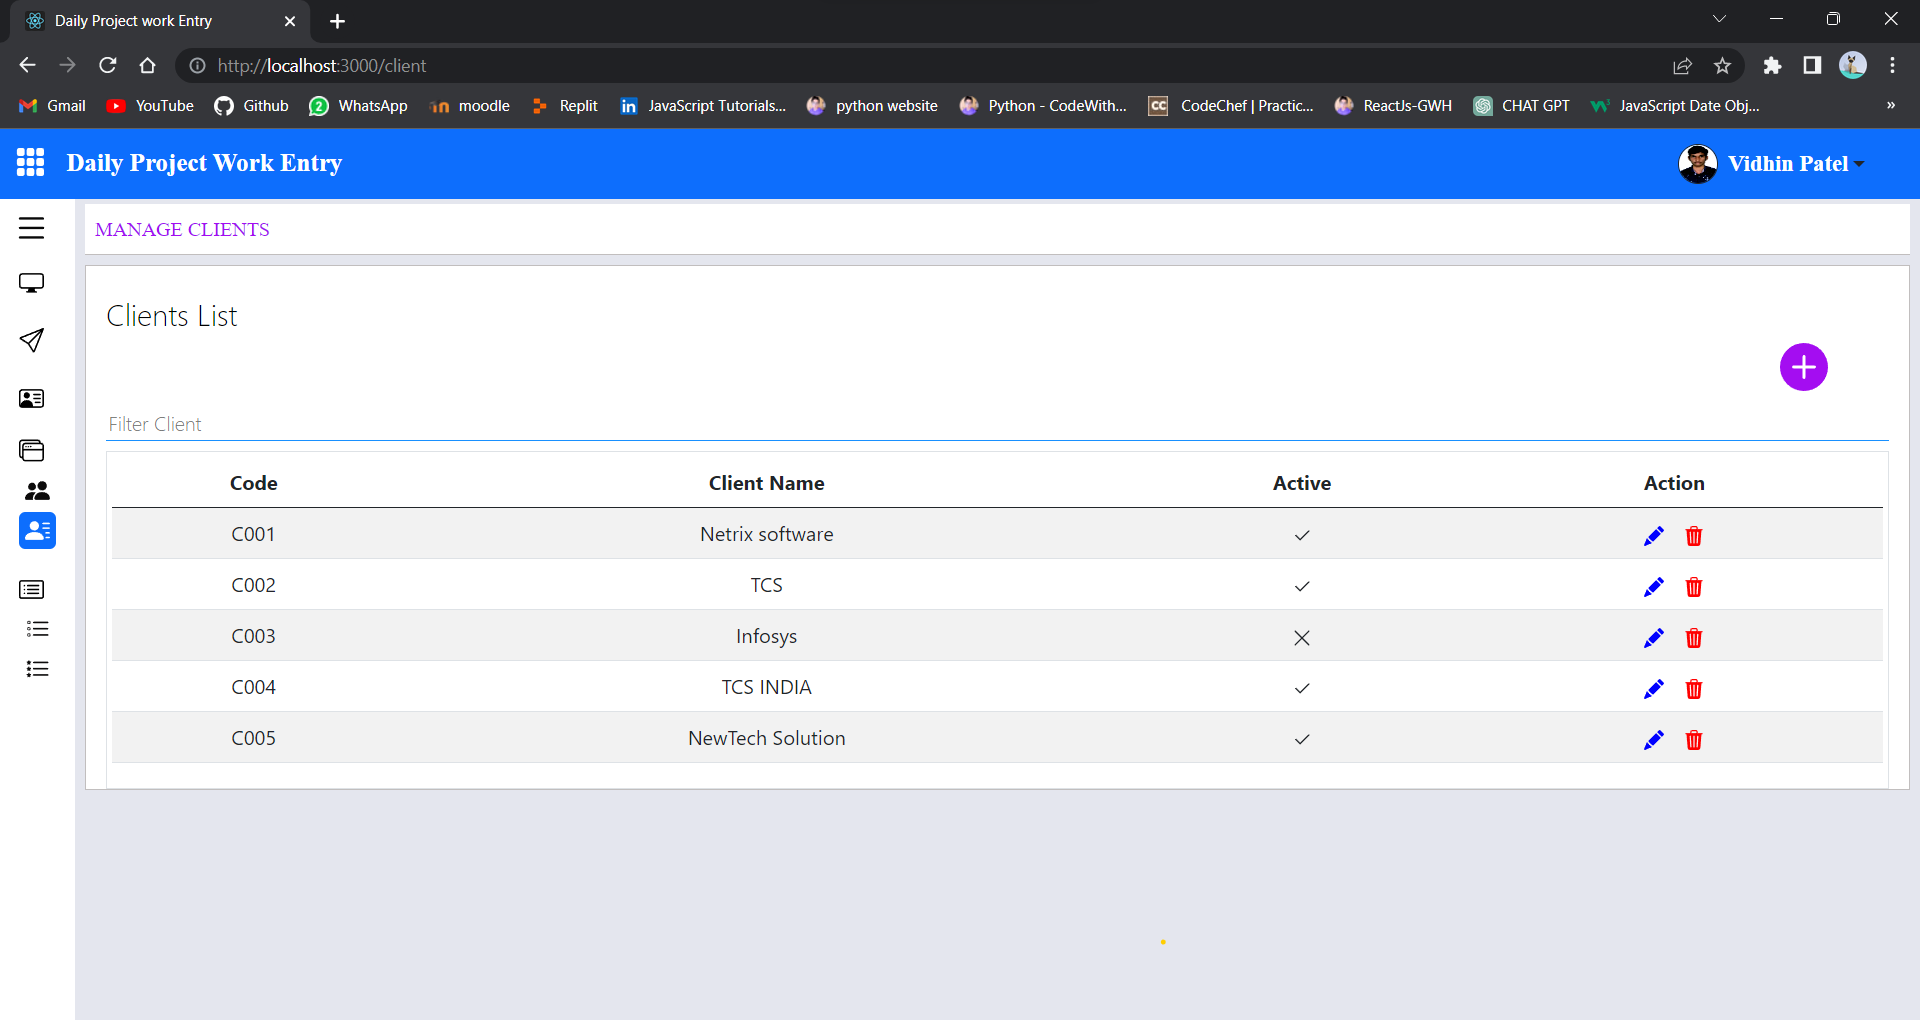 Daily Project work Entry
http://localhost:3000/client
Gmail YouTube Github 2 WhatsApp moodle Replit in JavaScript Tutorials... python website Python - CodeWith... CC CodeChef | Practic... ReactJs-GWH CHAT GPT JavaScript Date Obj... »
Daily Project Work Entry Vidhin Patel
MANAGE CLIENTS
Clients List
Filter Client
Code Client Name Active Action
C001 Netrix software
C002 TCS
C003 Infosys
C004 TCS INDIA
C005 NewTech Solution